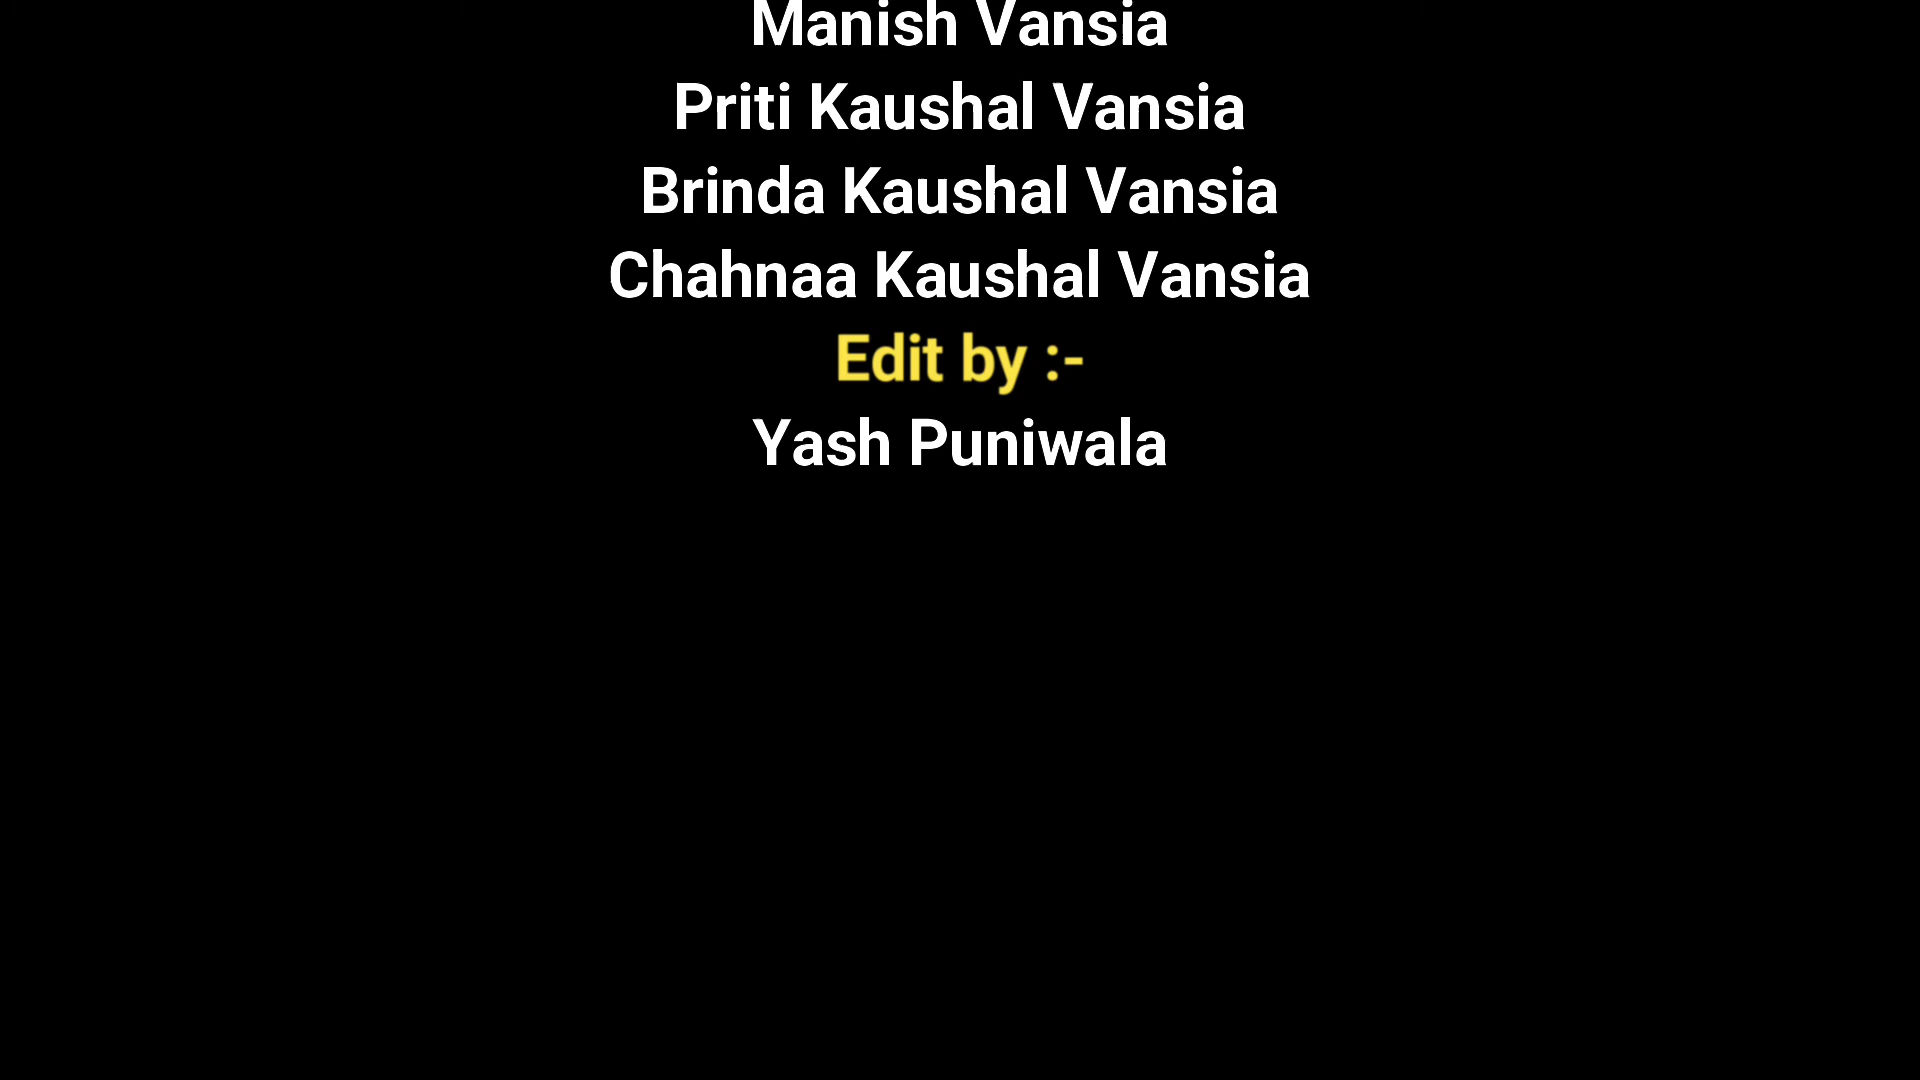 Manish Vansia
Priti Kaushal Vansia
Brinda Kaushal Vansia
Chahnaa Kaushal Vansia
Edit by :-
Yash Puniwala